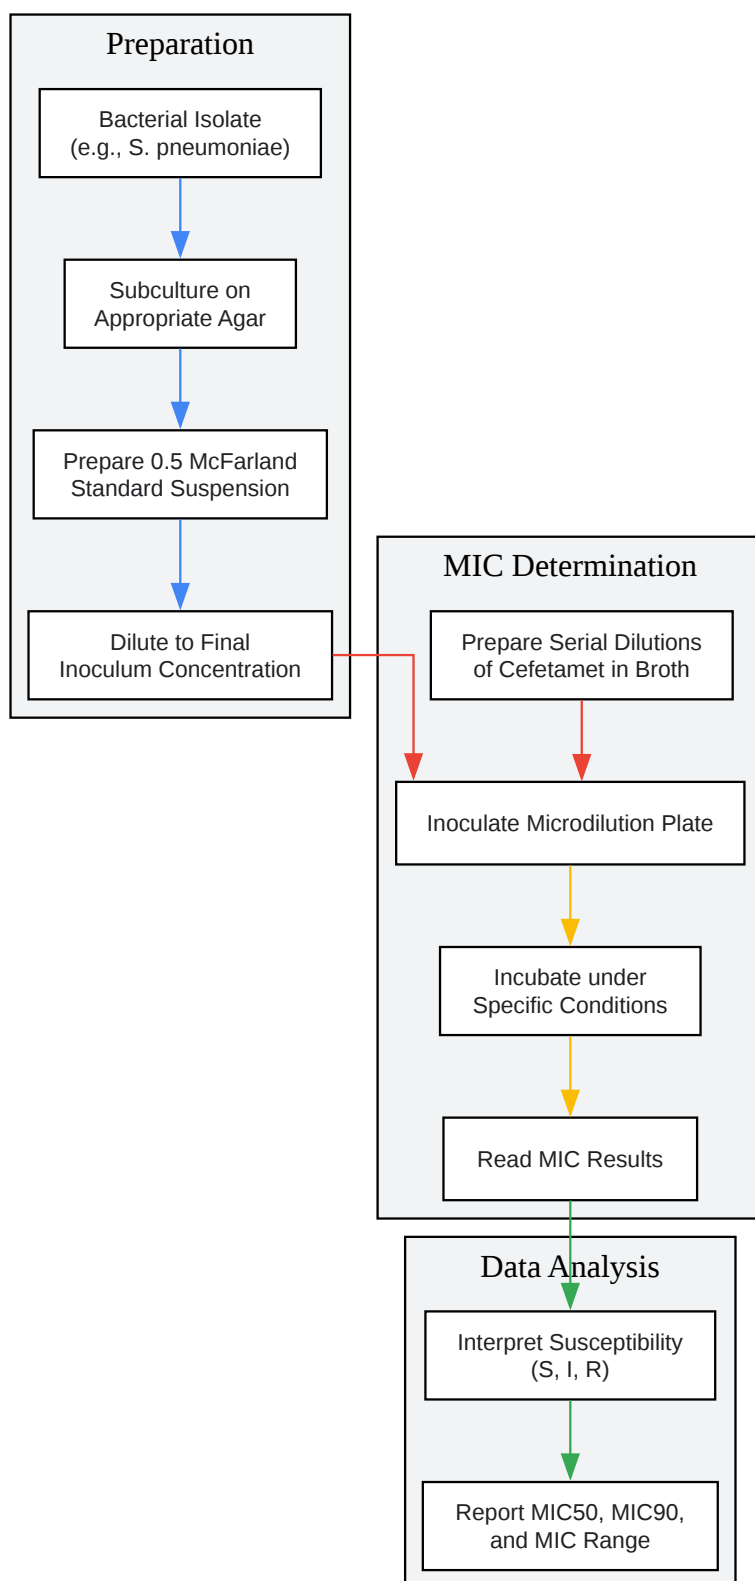 Preparation
Bacterial Isolate
(e.g., S. pneumoniae)
Subculture on
Appropriate Agar
Prepare 0.5 McFarland
Standard Suspension
Dilute to Final
Inoculum Concentration
MIC Determination
Prepare Serial Dilutions
of Cefetamet in Broth
Inoculate Microdilution Plate
Incubate under
Specific Conditions
Read MIC Results
Data Analysis
Interpret Susceptibility
(S, I, R)
Report MIC50, MIC90,
and MIC Range